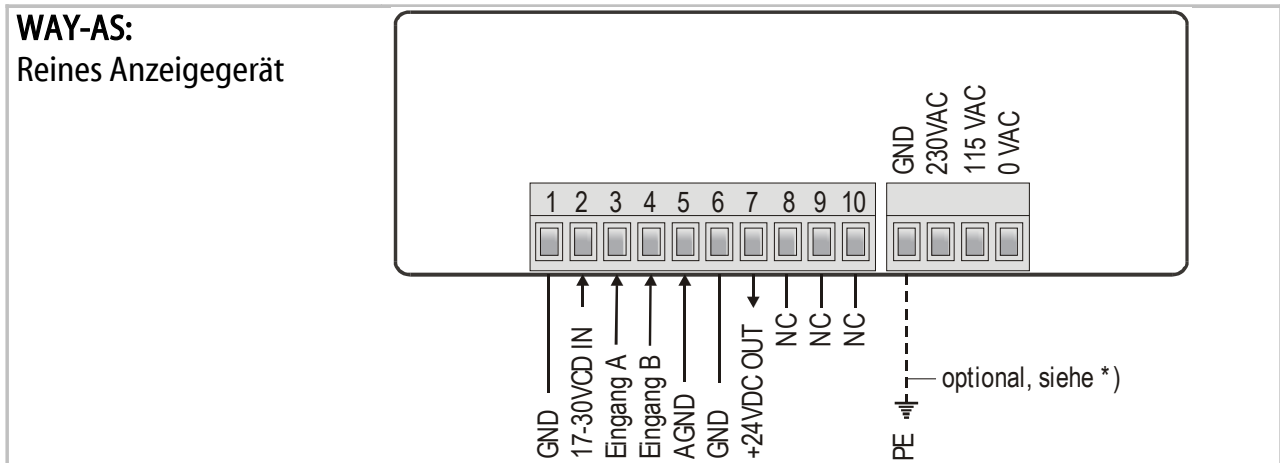 WAY-AS:
Reines Anzeigegerät
GND
230VAC
115 VAC
0 VAC
1 2 3 4 5 6 7 8 9 10
GND
17-30VCD IN
Eingang A
Eingang B
AGND
GND
+24VDC OUT
NC
NC
NC
optional, siehe *)
PE